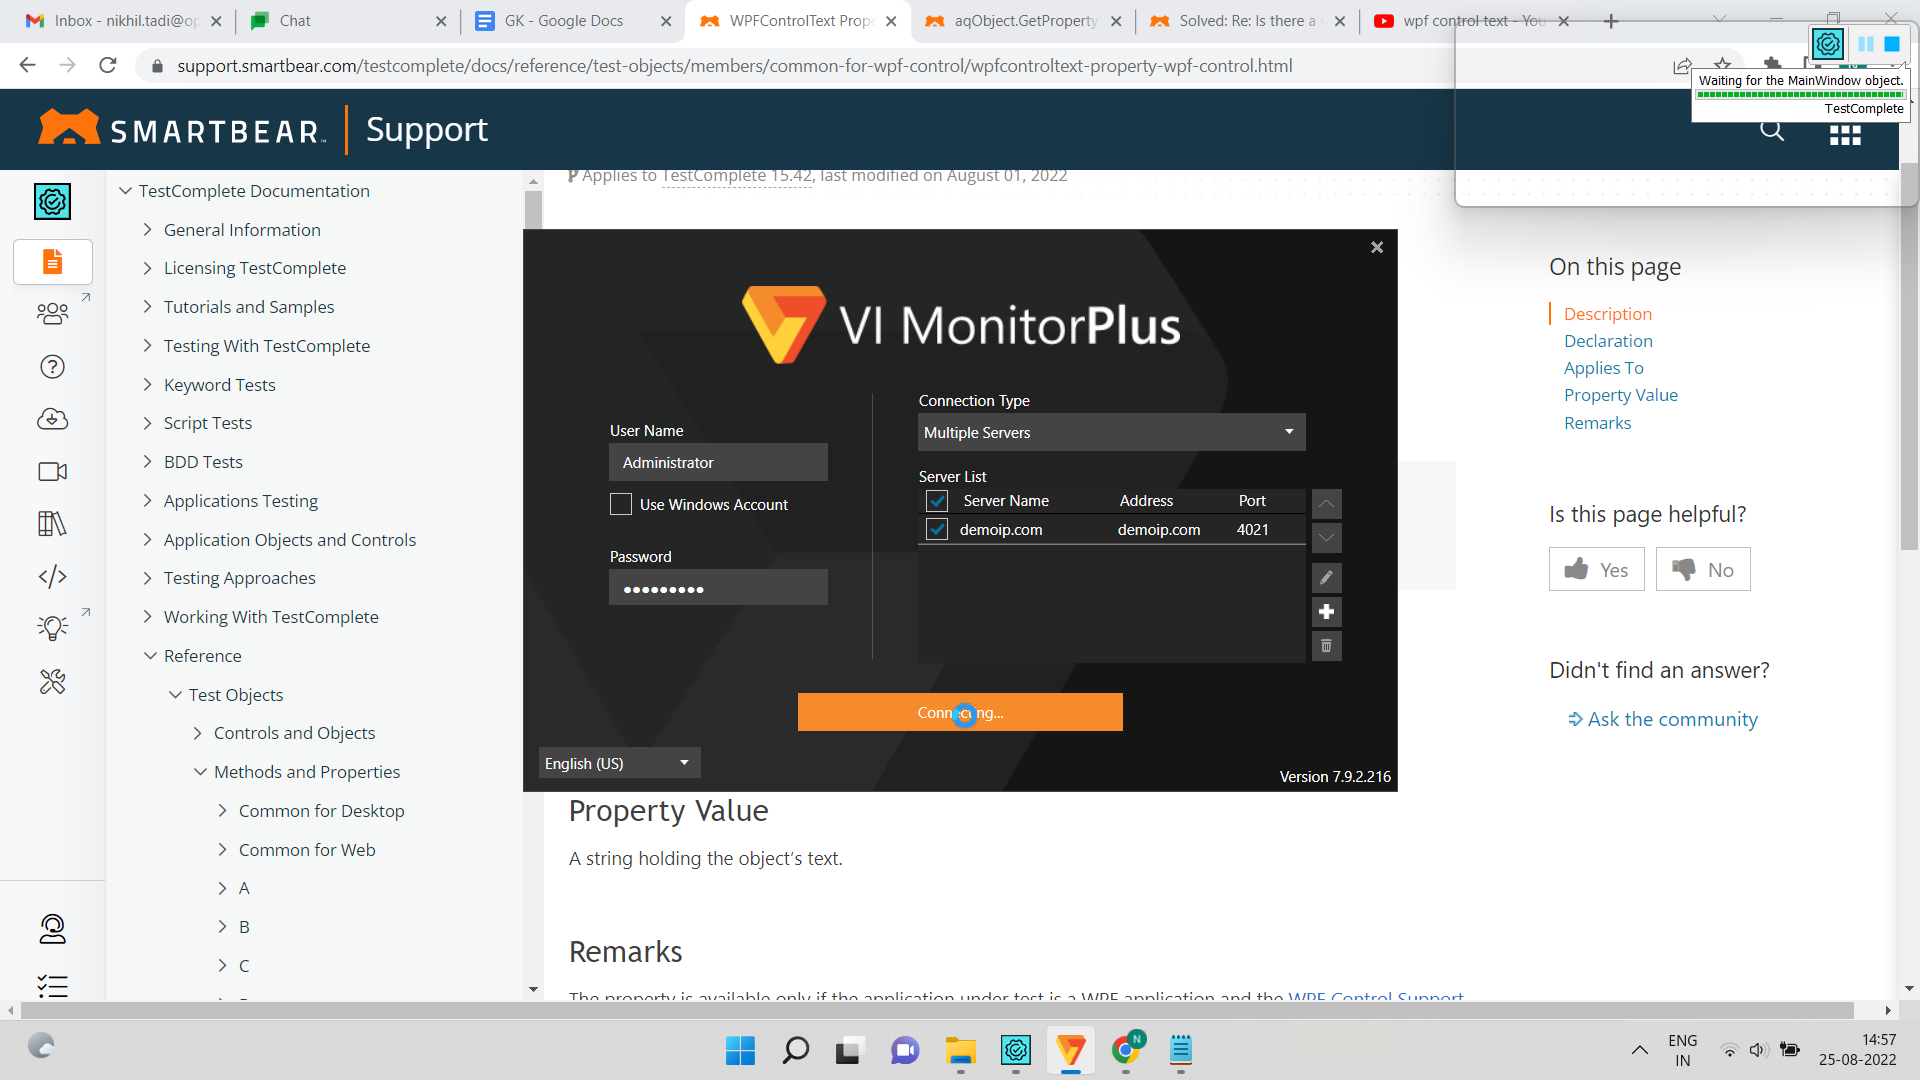 Inbox - nikhil.tadi@op
Chat
GK - Google Docs
WPFControlText Prope
aqObject.GetProperty
Solved: Re: Is there a
wpf control text - You
support.smartbear.com/testcomplete/docs/reference/test-objects/members/common-for-wpf-control/wpfcontroltext-property-wpf-control.html
Waiting for the MainWindow object.
TestComplete
SMARTBEAR
Support
Applies to TestComplete 15.42, last modified on August 01, 2022
TestComplete Documentation
General Information
Licensing TestComplete
Tutorials and Samples
Testing With TestComplete
Keyword Tests
Script Tests
BDD Tests
Applications Testing
Application Objects and Controls
Testing Approaches
Working With TestComplete
Reference
Test Objects
Controls and Objects
Methods and Properties
Common for Desktop
Common for Web
A
B
C
VI MonitorPlus
User Name
Administrator
Use Windows Account
Password
Connection Type
Multiple Servers
Server List
Server Name Address Port
demoip.com demoip.com 4021
Connecting...
English (US)
Version 7.9.2.216
Property Value
A string holding the object's text.
Remarks
The property is available only if the application under test is a WPF application and the WPF Control Support
On this page
Description
Declaration
Applies To
Property Value
Remarks
Is this page helpful?
Yes
No
Didn't find an answer?
Ask the community
N
ENG
IN
14:57
25-08-2022